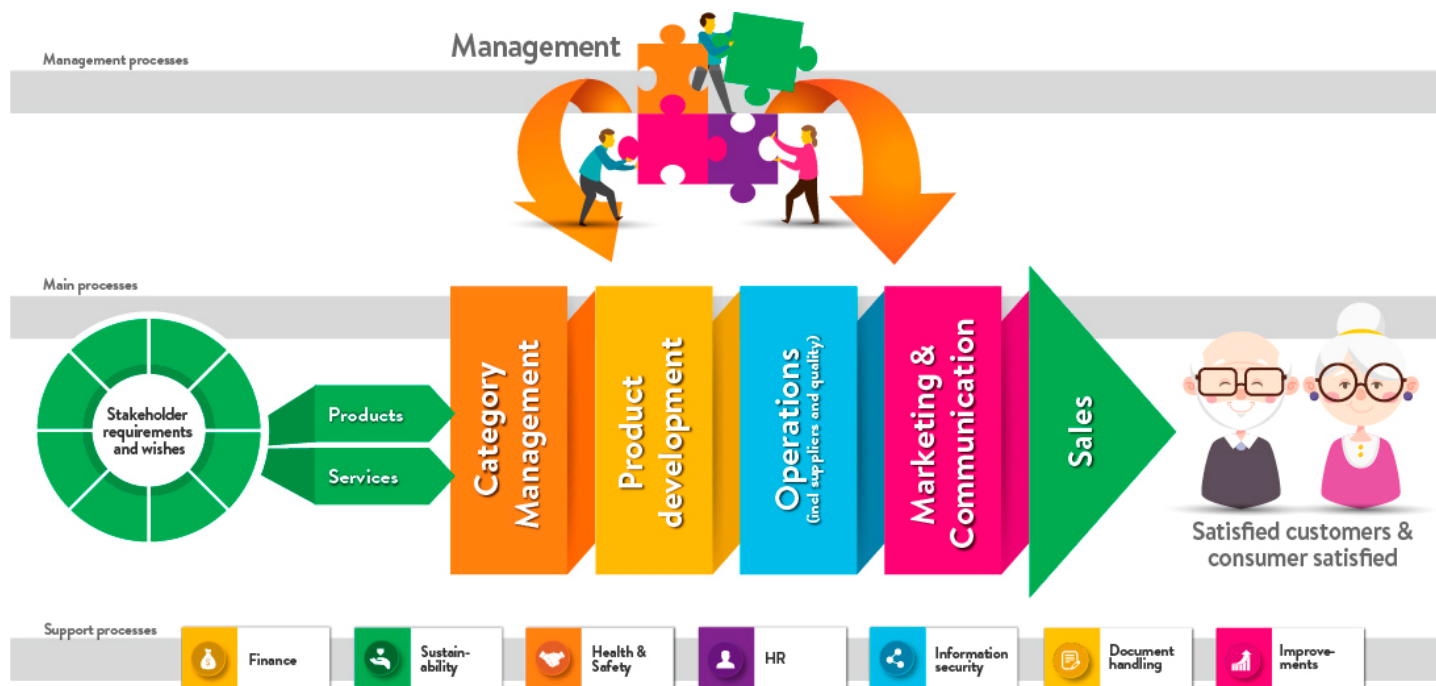 Management processes
Management
Main processes
Stakeholder
requirements
and wishes
Products
Services
Category
Management
Product
development
Operations
(incl suppliers and quality)
Marketing &
Communication
Sales
Satisfied customers &
consumer satisfied
Support processes
Finance
Sustain-
ability
Health &
Safety
HR
Information
security
Document
handling
Improve-
ments